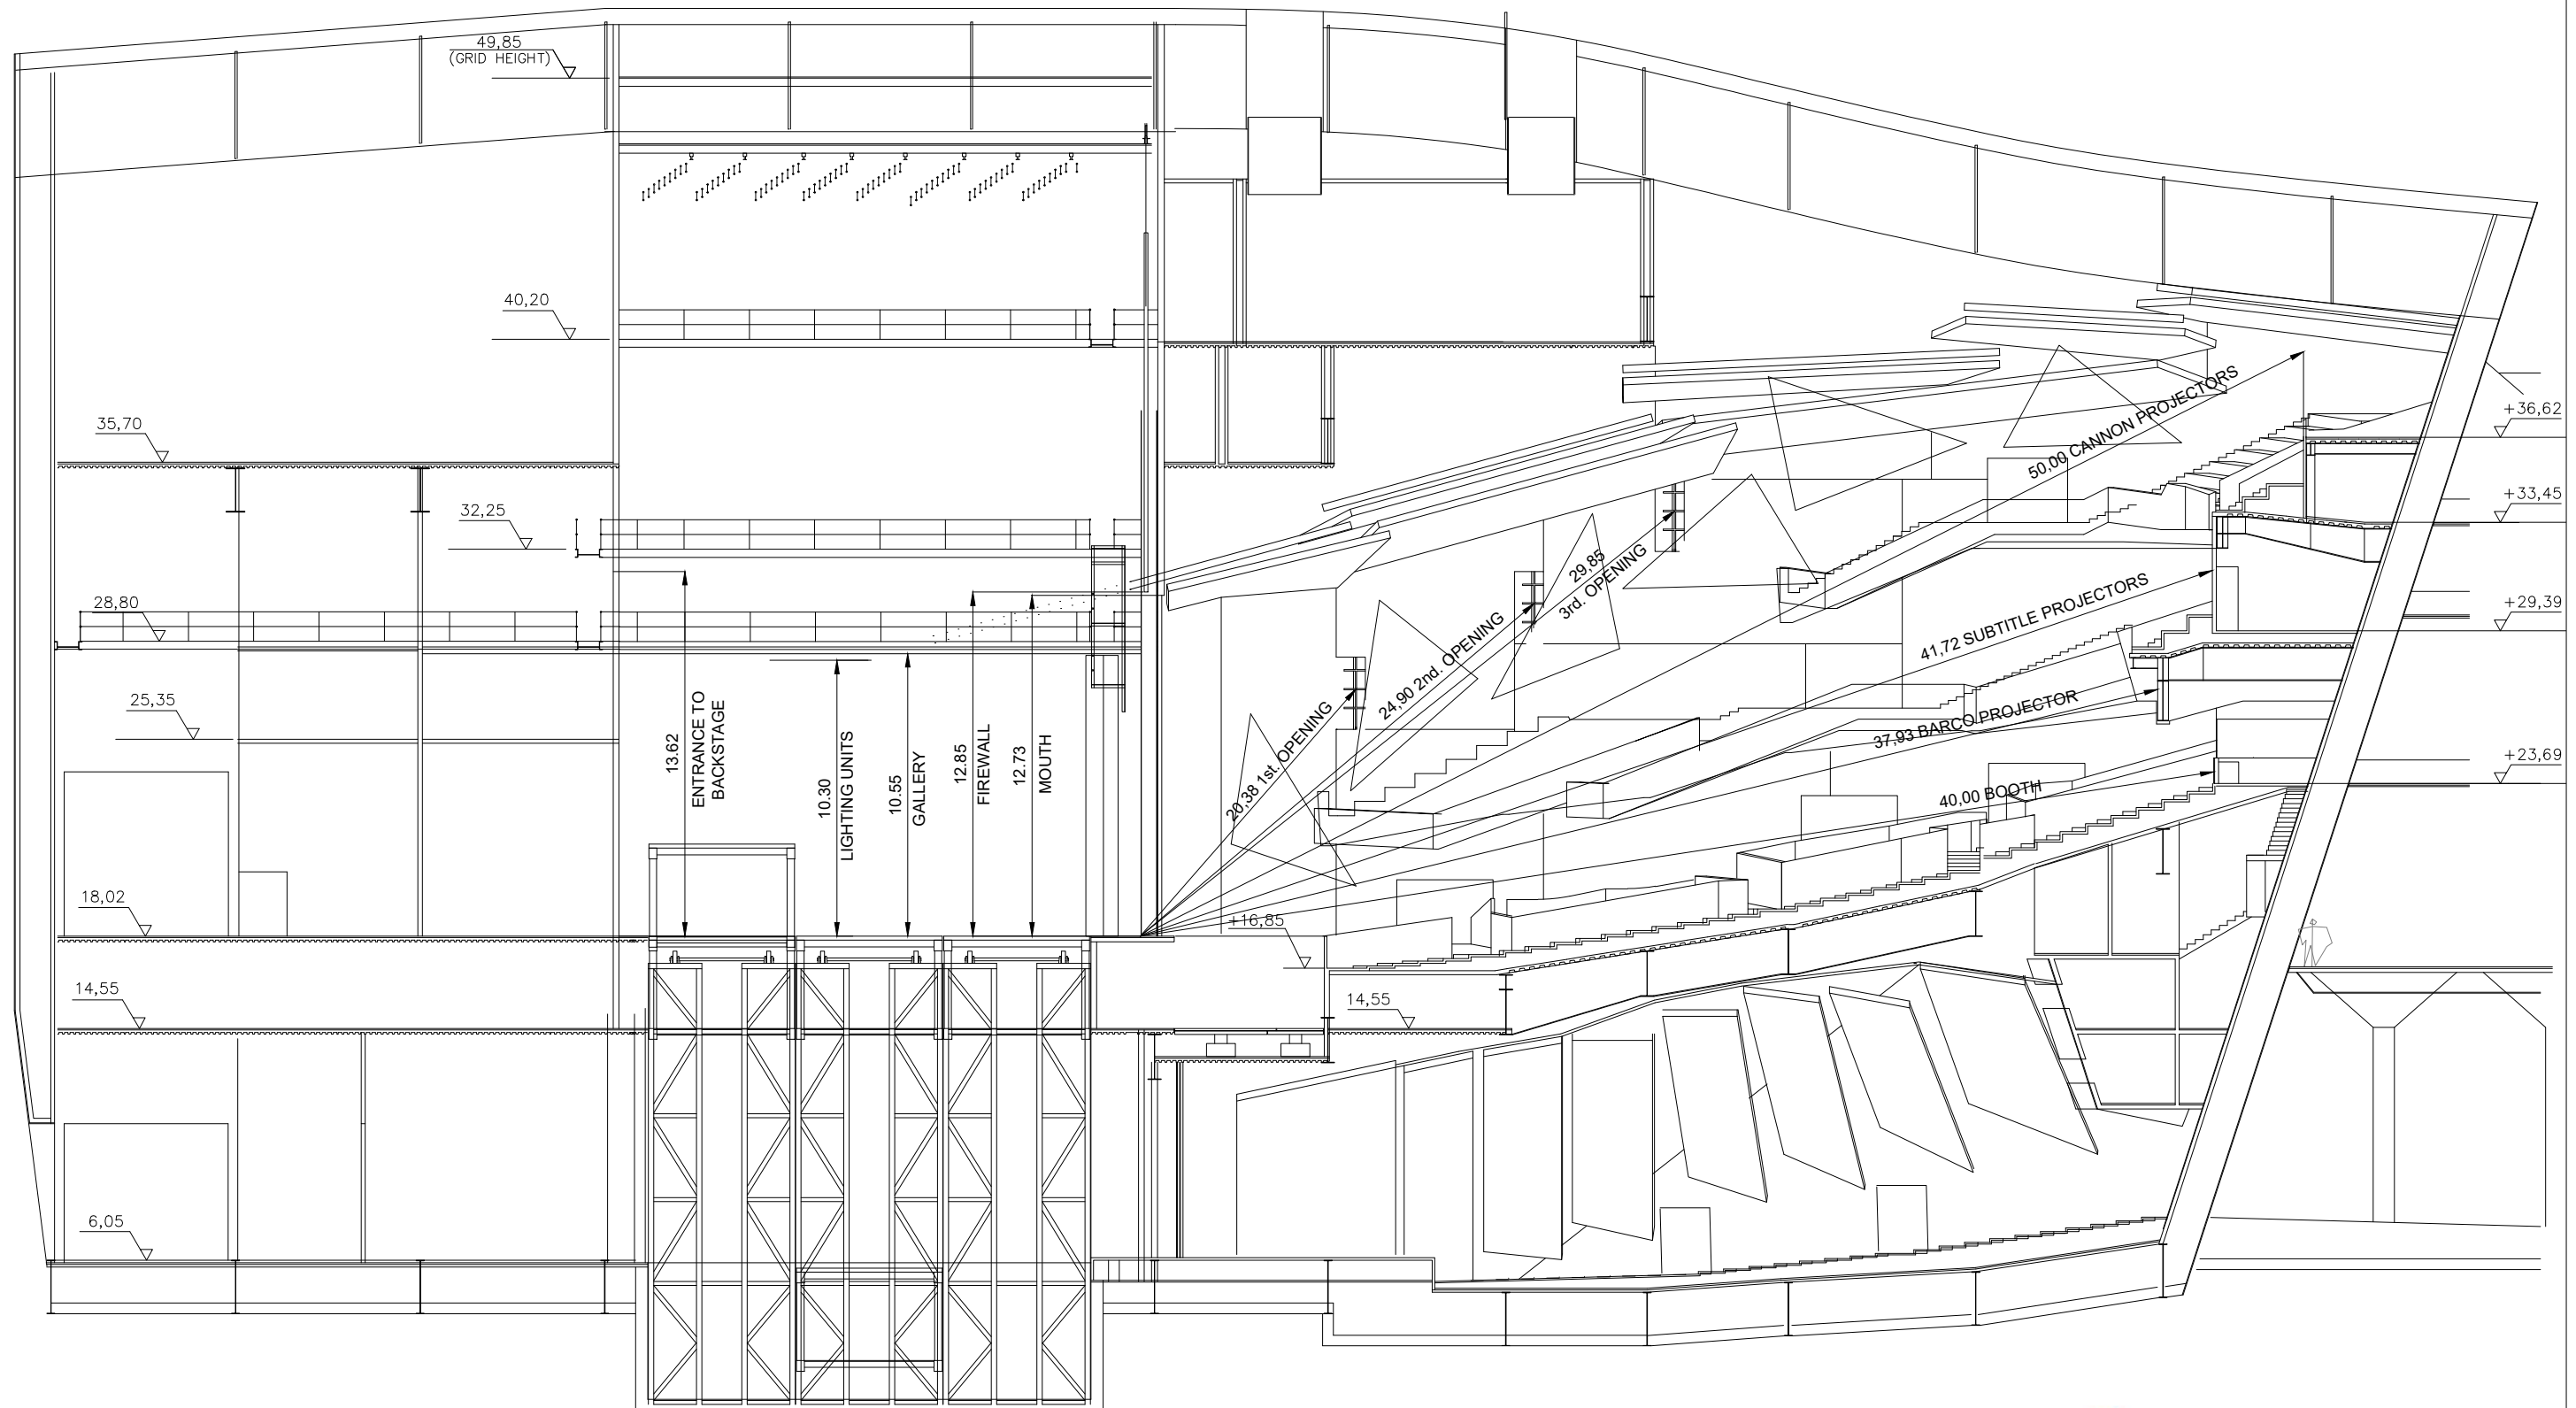 49,85
(GRID HEIGHT)
40,20
35,70
32,25
28,80
25,35
18,02
14,55
6,05
13.62
ENTRANCE TO
BACKSTAGE
10.30
LIGHTING UNITS
10.55
GALLERY
12.85
FIREWALL
12.73
MOUTH
20,38 1st. OPENING
24,90 2nd. OPENING
29,85
3rd. OPENING
50,00 CANNON PROJECTORS
41,72 SUBTITLE PROJECTORS
37,93 BARCO PROJECTOR
40,00 BOOTH
+16,85
14,55
+36,62
+33,45
+29,39
+23,69